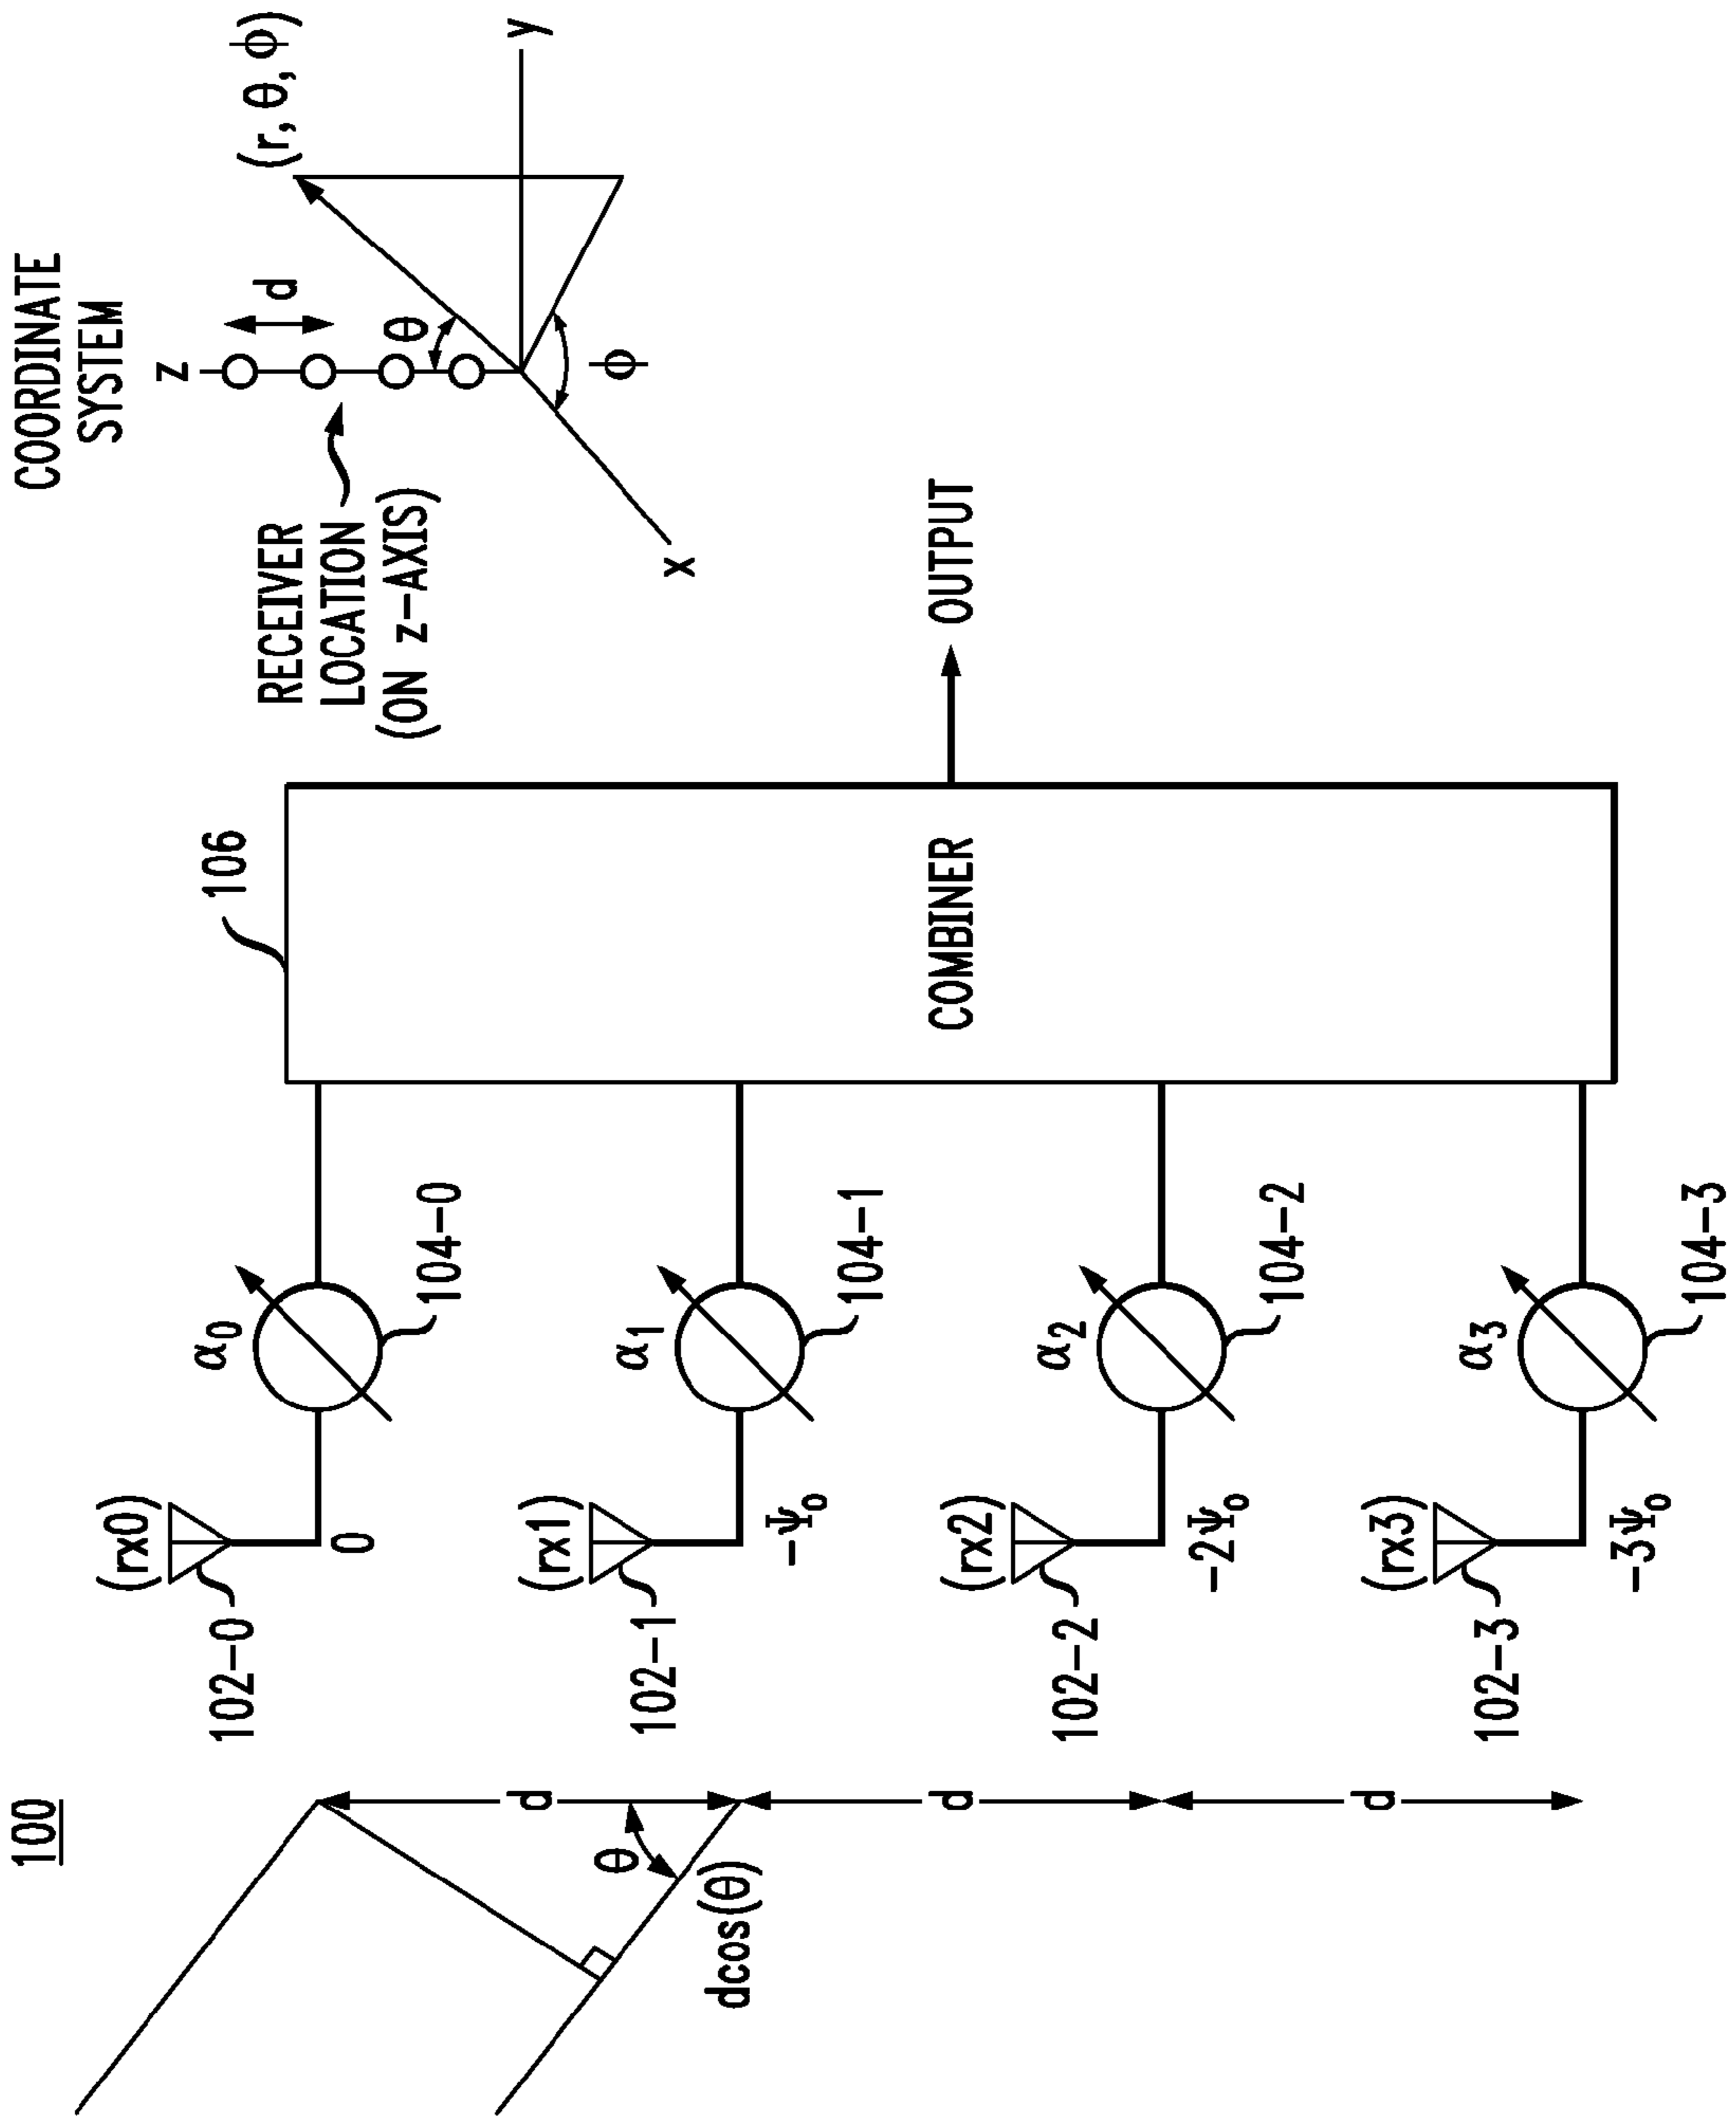 100
COORDINATE
SYSTEM
z
d
θ
(r, θ, ϕ)
y
ϕ
x
RECEIVER
LOCATION
(ON z-AXIS)
102-0
(rx0)
0
α0
104-0
106
d
θ
dcos(θ)
102-1
(rx1)
-Ψo
α1
104-1
COMBINER
OUTPUT
d
102-2
(rx2)
-2Ψo
α2
104-2
d
102-3
(rx3)
-3Ψo
α3
104-3